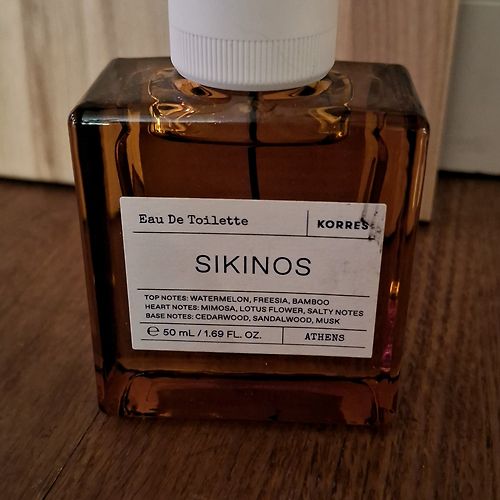 Eau De Toilette
KORRES
SIKINOS
TOP NOTES: WATERMELON, FREESIA, BAMBOO
HEART NOTES: MIMOSA, LOTUS FLOWER, SALTY NOTES
BASE NOTES: CEDARWOOD, SANDALWOOD, MUSK
℮ 50 mL / 1.69 FL. OZ.
ATHENS